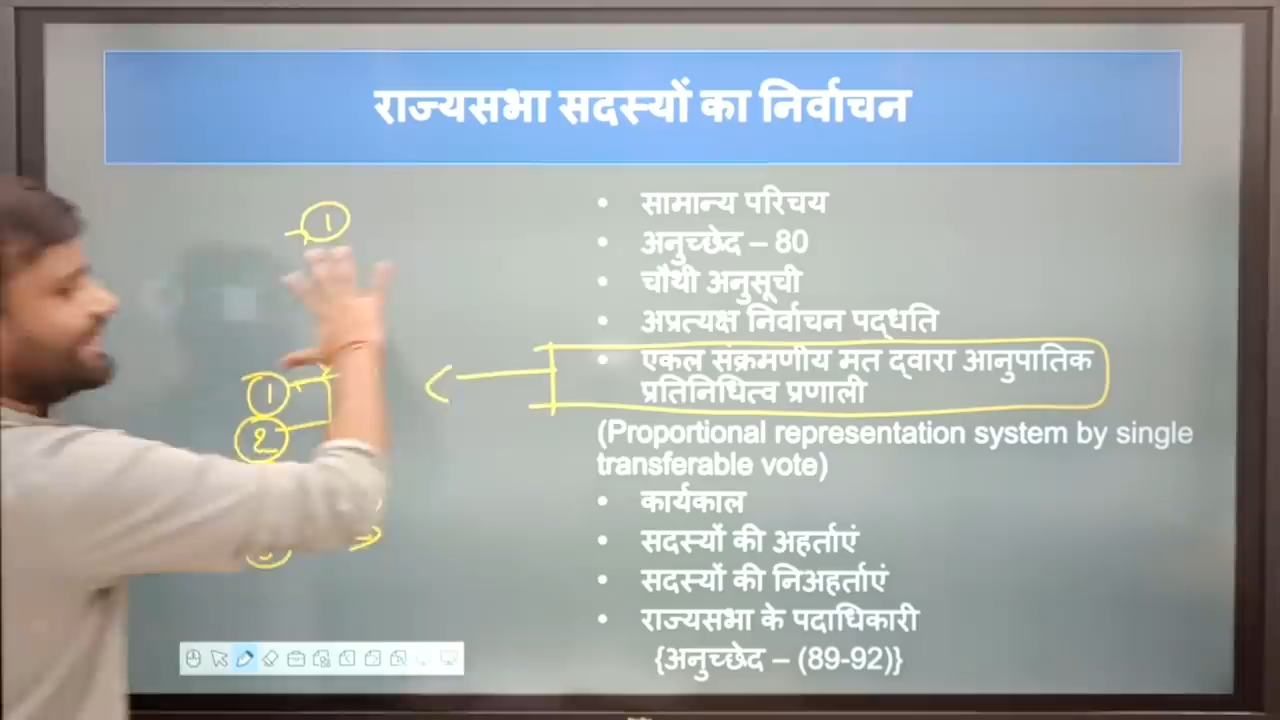 राज्यसभा सदस्यों का निर्वाचन
• सामान्य परिचय
• अनुच्छेद – 80
• चौथी अनुसूची
• अप्रत्यक्ष निर्वाचन पद्धति
• एकल संक्रमणीय मत द्वारा आनुपातिक
प्रतिनिधित्व प्रणाली
(Proportional representation system by single
transferable vote)
• कार्यकाल
• सदस्यों की अहर्ताएं
• सदस्यों की निअहर्ताएं
• राज्यसभा के पदाधिकारी
{अनुच्छेद – (89-92)}
1
1
2